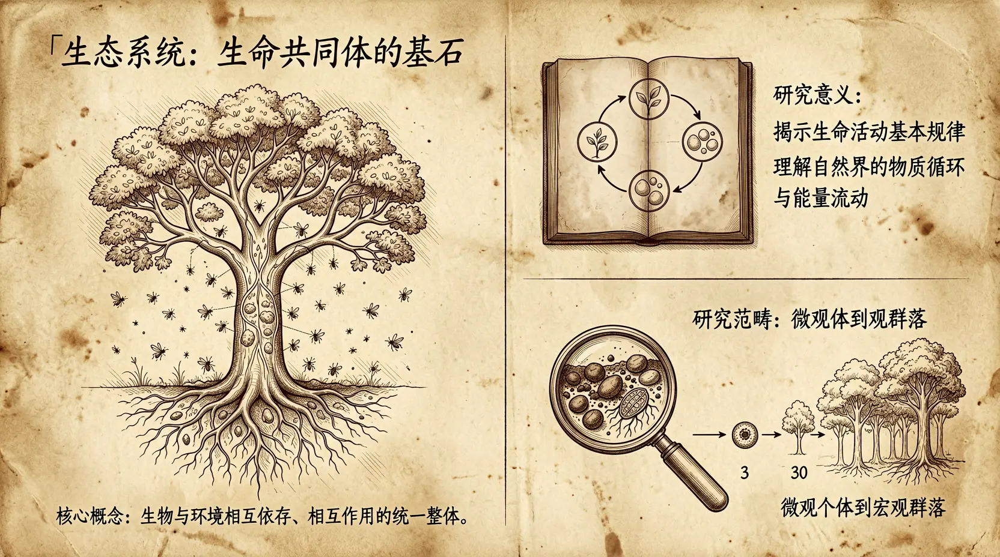 「生态系统：生命共同体的基石
核心概念：生物与环境相互依存、相互作用的统一整体。
研究意义：
揭示生命活动基本规律
理解自然界的物质循环
与能量流动
研究范畴：微观体到观群落
3
30
微观个体到宏观群落